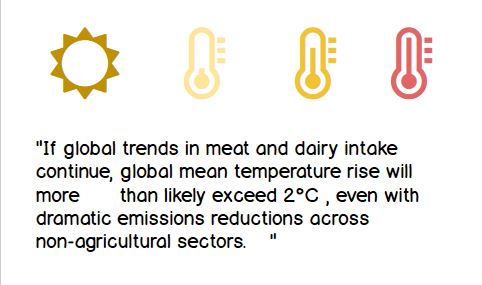 "If global trends in meat and dairy intake
continue, global mean temperature rise will
more than likely exceed 2°C , even with
dramatic emissions reductions across
non-agricultural sectors. "